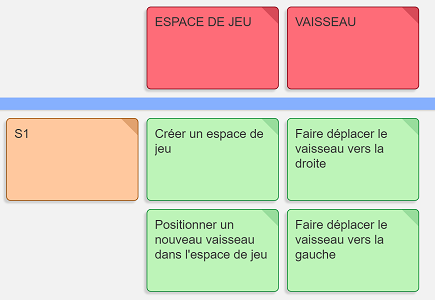 ESPACE DE JEU
VAISSEAU
S1
Créer un espace de
jeu
Faire déplacer le
vaisseau vers la
droite
Positionner un
nouveau vaisseau
dans l'espace de jeu
Faire déplacer le
vaisseau vers la
gauche